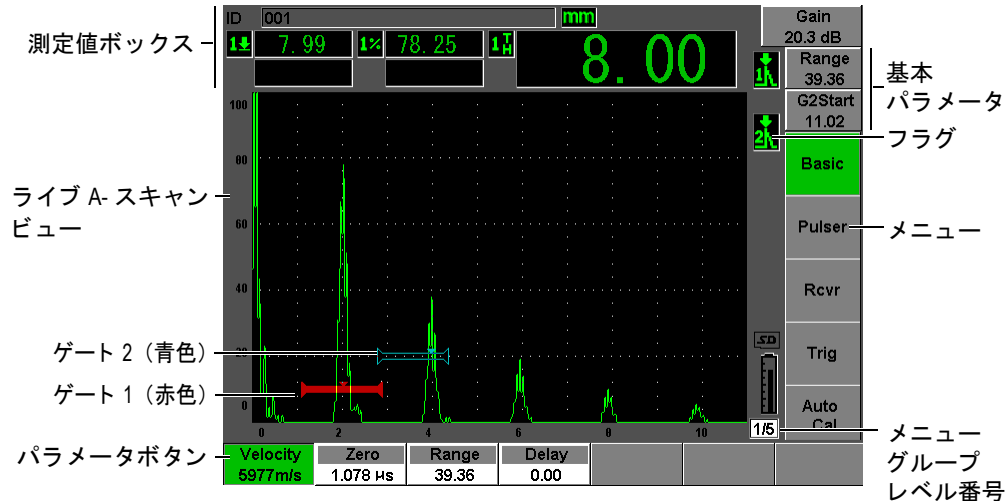 ID 001 mm
Gain
20.3 dB
測定値ボックス
1 7.99 1% 78.25 1TH 8.00
Range
39.36
G2Start
11.02
基本
パラメータ
1
2
フラグ
100
80
60
40
20
0
ライブ A- スキャン
ビュー
Basic
Pulser
メニュー
Rcvr
Trig
Auto
Cal
ゲート 2（青色）
ゲート 1（赤色）
SD
1/5
メニュー
グループ
レベル番号
0 2 4 6 8 10
パラメータボタン
Velocity
5977m/s
Zero
1.078 µs
Range
39.36
Delay
0.00